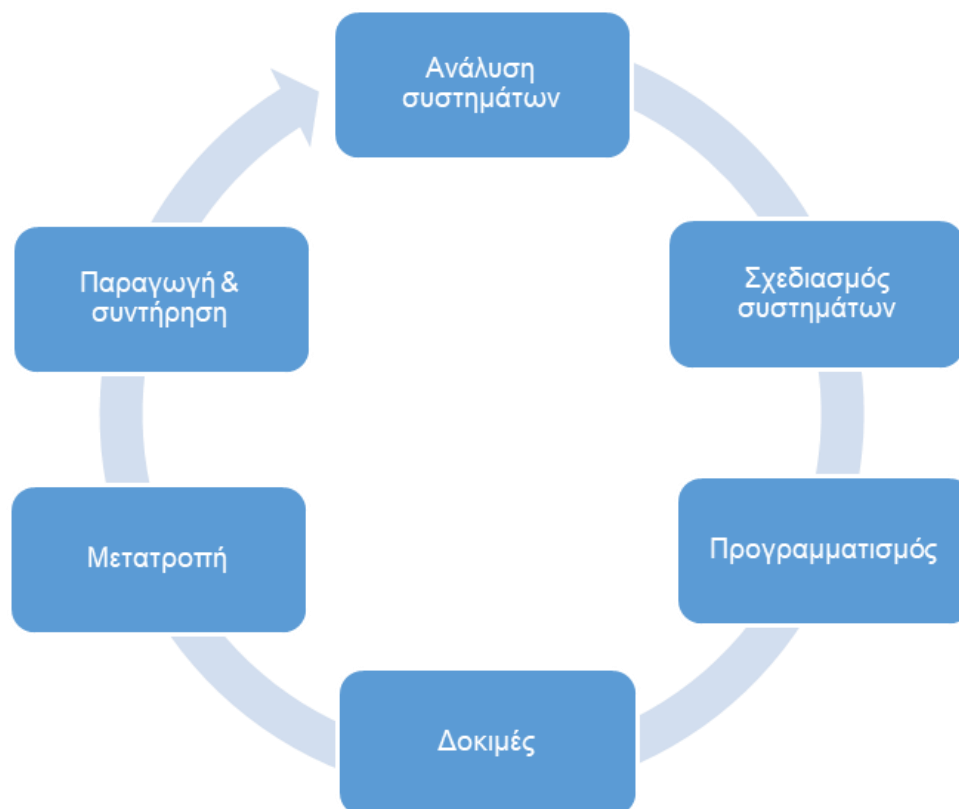 Ανάλυση
συστημάτων
Σχεδιασμός
συστημάτων
Προγραμματισμός
Δοκιμές
Μετατροπή
Παραγωγή &
συντήρηση